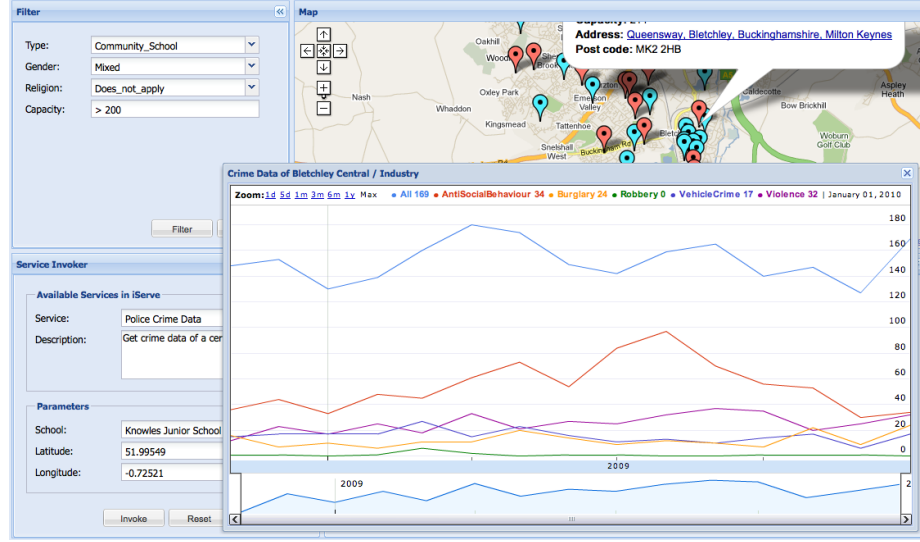 Filter
Type:
Community_School
Gender:
Mixed
Religion:
Does_not_apply
Capacity:
> 200
Filter
Map
Address: Queensway, Bletchley, Buckinghamshire, Milton Keynes
Post code: MK2 2HB
Oakhill
Oxley Park
Nash
Whaddon
Emerson
Valley
Kingsmead
Tattenhoe
Snelshall
West
Buckingham Rd
Caldecotte
Bow Brickhill
Aspley
Heath
Woburn
Golf Club
Crime Data of Bletchley Central / Industry
Zoom: 1d 5d 1m 3m 6m 1y Max • All 169 • AntiSocialBehaviour 34 • Burglary 24 • Robbery 0 • VehicleCrime 17 • Violence 32 | January 01, 2010
180
160
140
120
100
80
60
40
20
0
2009
2009
2
Service Invoker
Available Services in iServe
Service:
Police Crime Data
Description:
Get crime data of a cer
Parameters
School:
Knowles Junior School
Latitude:
51.99549
Longitude:
-0.72521
Invoke
Reset